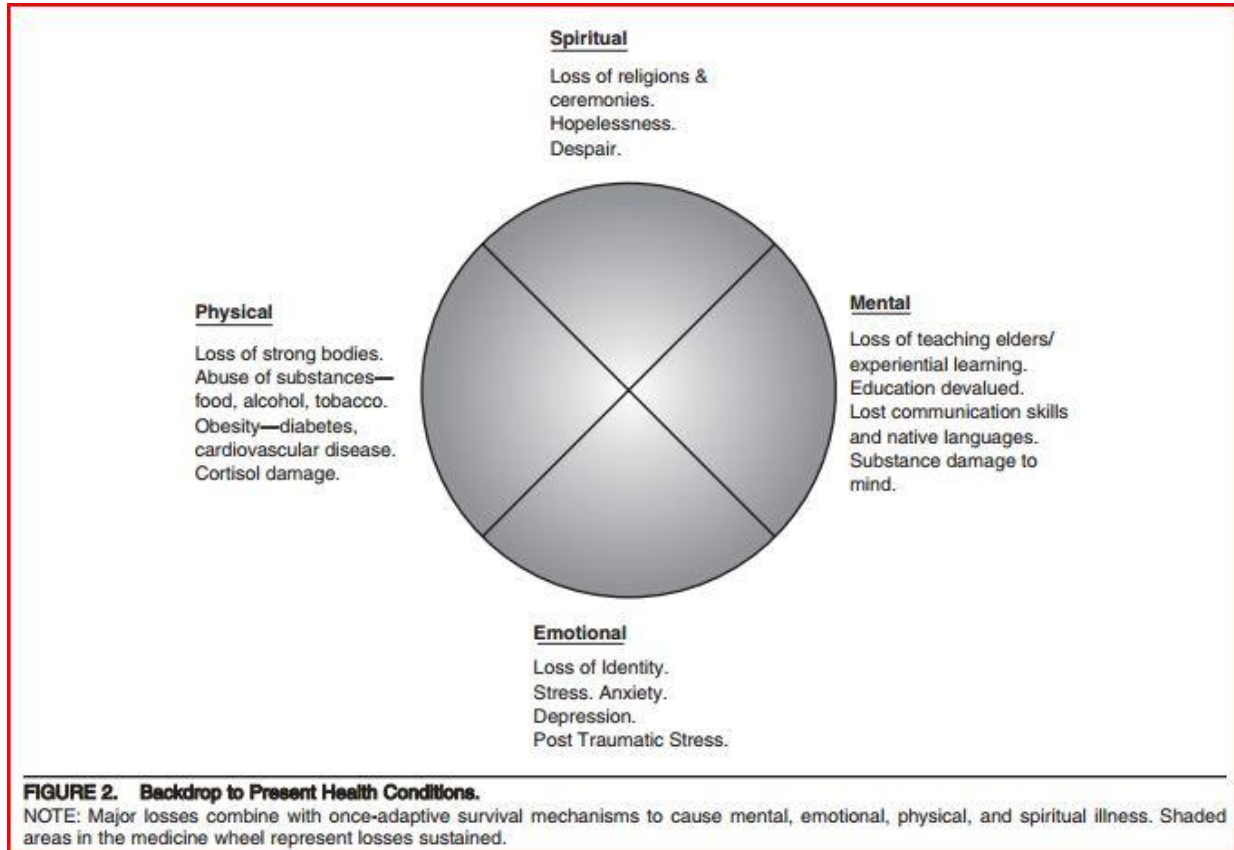 Spiritual
Loss of religions &
ceremonies.
Hopelessness.
Despair.
Physical
Loss of strong bodies.
Abuse of substances—
food, alcohol, tobacco.
Obesity—diabetes,
cardiovascular disease.
Cortisol damage.
Mental
Loss of teaching elders/
experiential learning.
Education devalued.
Lost communication skills
and native languages.
Substance damage to
mind.
Emotional
Loss of Identity.
Stress. Anxiety.
Depression.
Post Traumatic Stress.
FIGURE 2. Backdrop to Present Health Conditions.
NOTE: Major losses combine with once-adaptive survival mechanisms to cause mental, emotional, physical, and spiritual illness. Shaded
areas in the medicine wheel represent losses sustained.